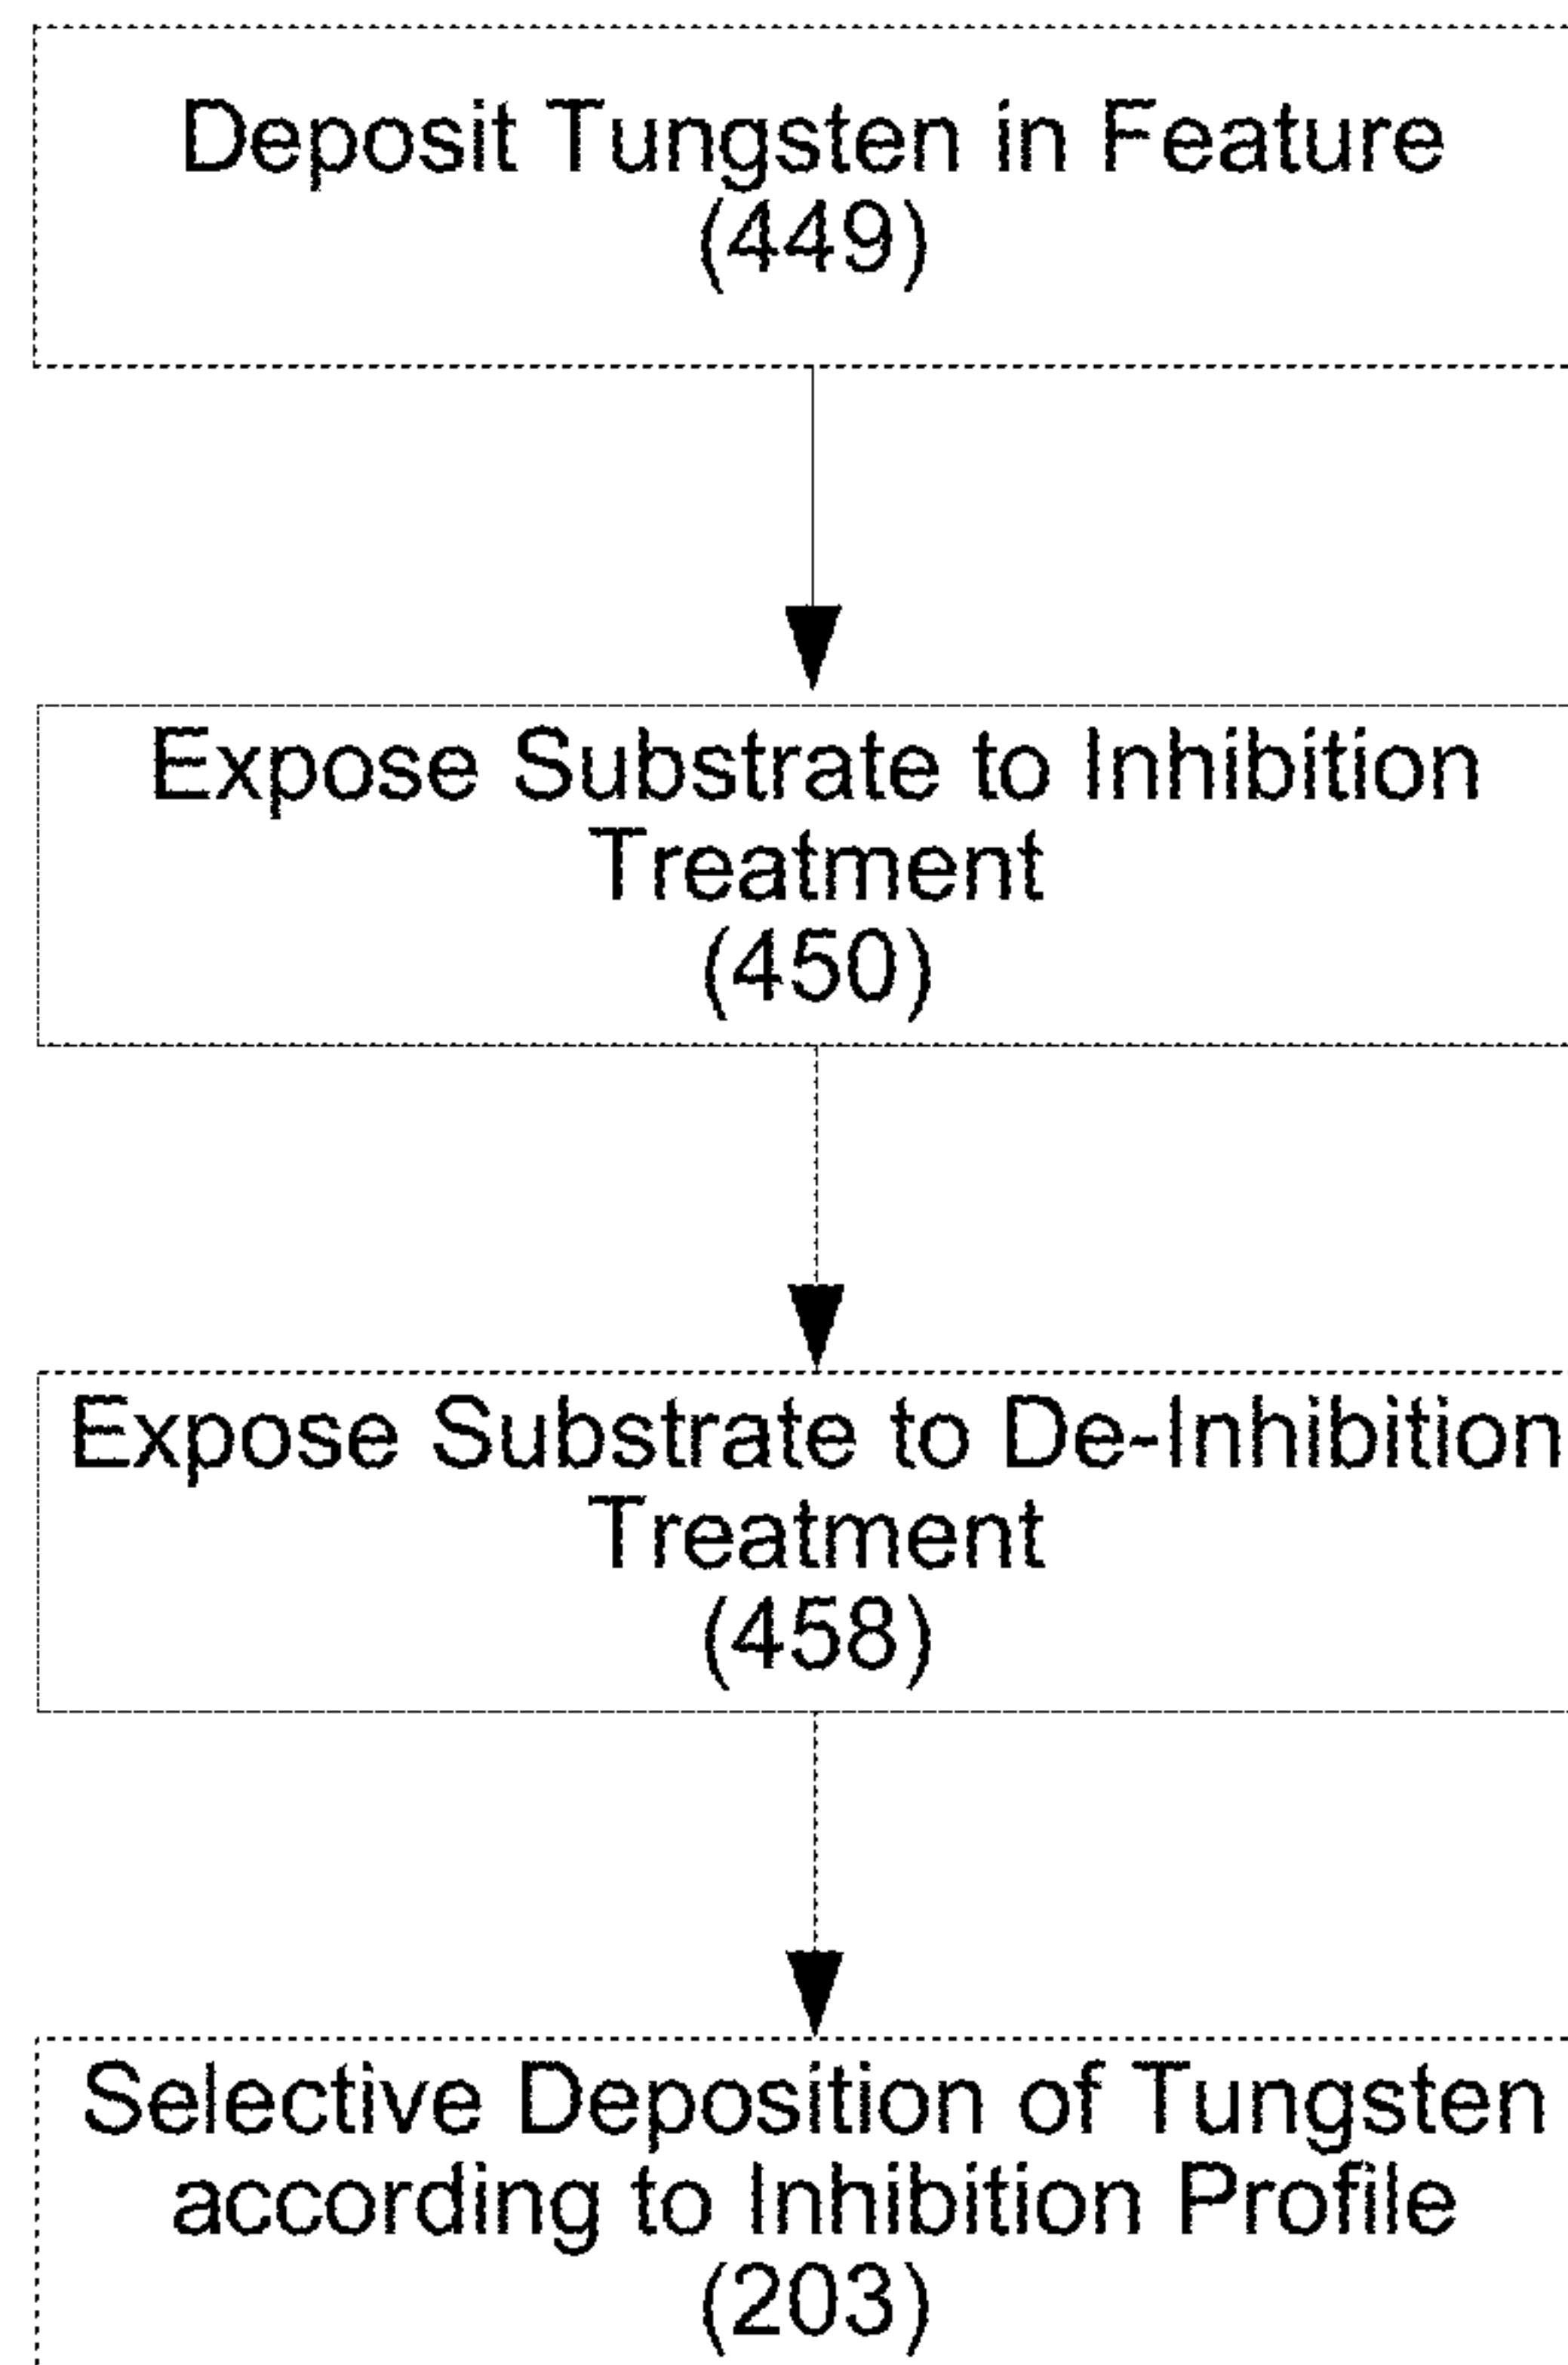 Deposit Tungsten in Feature
(449)
Expose Substrate to Inhibition
Treatment
(450)
Expose Substrate to De-Inhibition
Treatment
(458)
Selective Deposition of Tungsten
according to Inhibition Profile
(203)